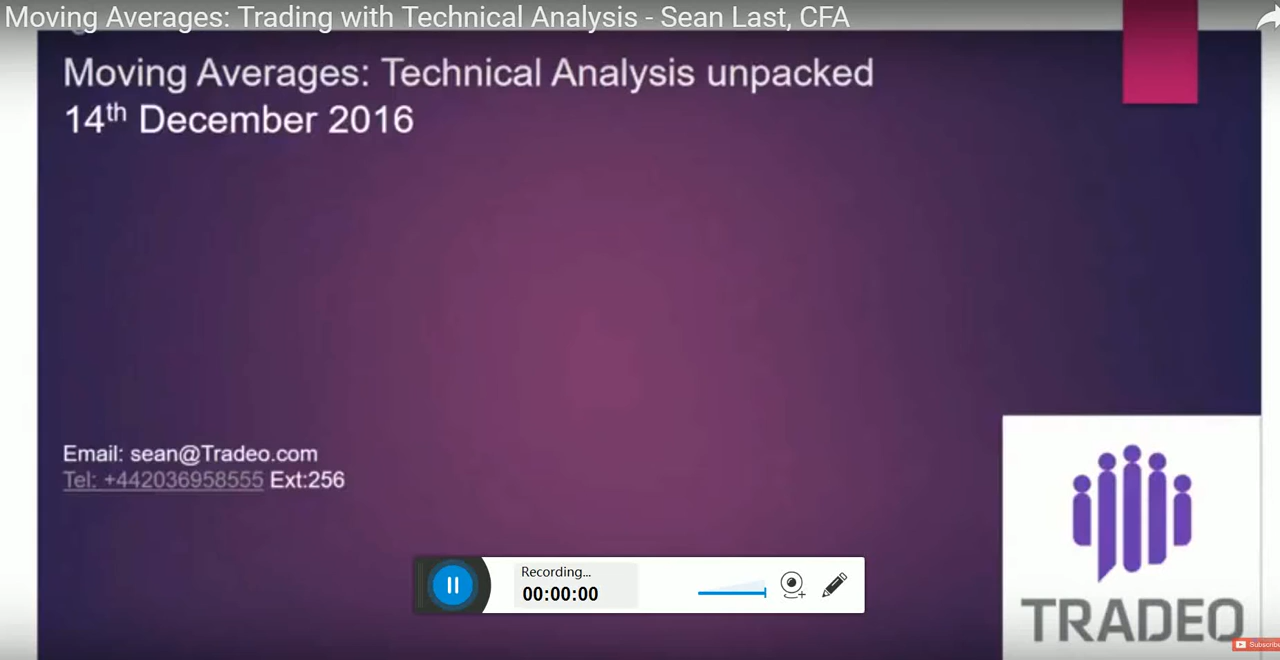 Moving Averages: Trading with Technical Analysis - Sean Last, CFA
Moving Averages: Technical Analysis unpacked
14th December 2016
Email: sean@Tradeo.com
Tel: +442036958555 Ext:256
Recording...
00:00:00
TRADEO